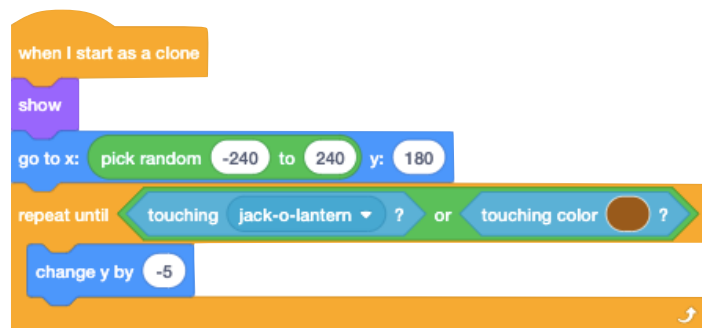 when I start as a clone
show
go to x: pick random -240 to 240 y: 180
repeat until touching jack-o-lantern ? or touching color ?
change y by -5